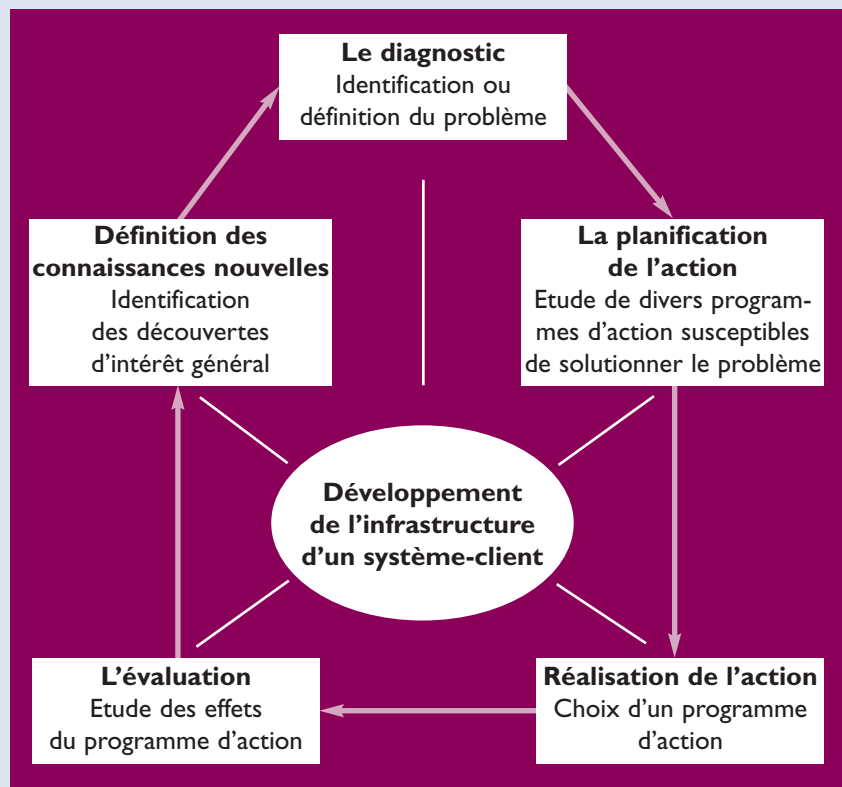 Le diagnostic
Identification ou
définition du problème
Définition des
connaissances nouvelles
Identification
des découvertes
d'intérêt général
La planification
de l'action
Etude de divers program-
mes d'action susceptibles
de solutionner le problème
Développement
de l'infrastructure
d'un système-client
L'évaluation
Etude des effets
du programme d'action
Réalisation de l'action
Choix d'un programme
d'action